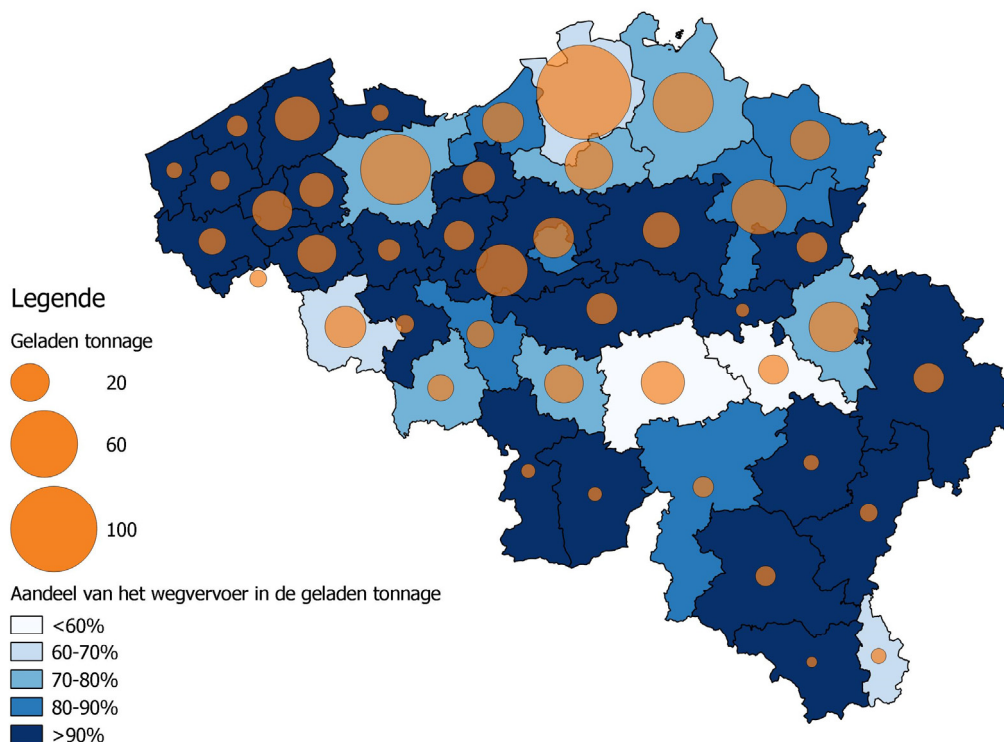 Legende
Geladen tonnage
20
60
100
Aandeel van het wegvervoer in de geladen tonnage
<60%
60-70%
70-80%
80-90%
>90%